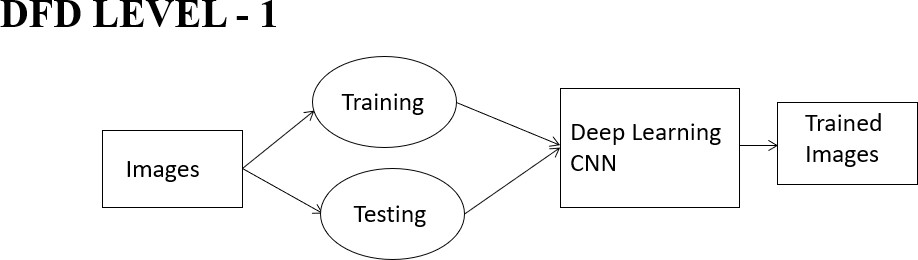 DFD LEVEL - 1
Training
Images
Testing
Deep Learning
CNN
Trained
Images